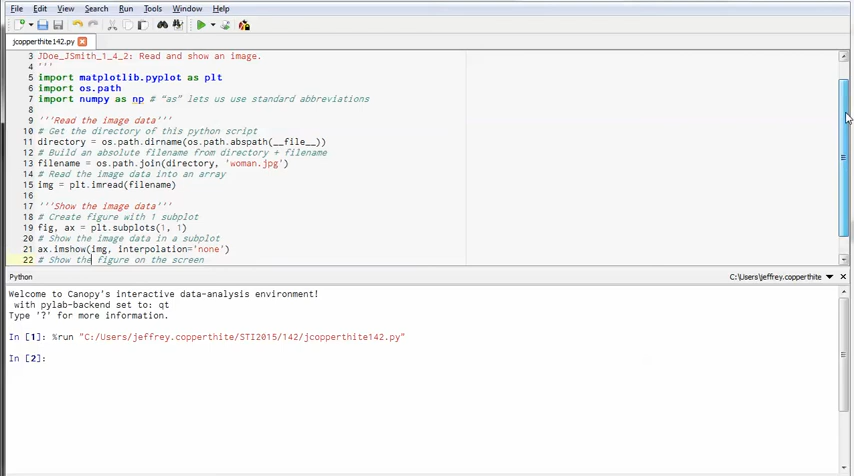 File Edit View Search Run Tools Window Help
jcopperthite142.py
3 JDoe_JSmith_1_4_2: Read and show an image.
4 '''
5 import matplotlib.pyplot as plt
6 import os.path
7 import numpy as np # “as” lets us use standard abbreviations
8
9 '''Read the image data'''
10 # Get the directory of this python script
11 directory = os.path.dirname(os.path.abspath(__file__))
12 # Build an absolute filename from directory + filename
13 filename = os.path.join(directory, 'woman.jpg')
14 # Read the image data into an array
15 img = plt.imread(filename)
16
17 '''Show the image data'''
18 # Create figure with 1 subplot
19 fig, ax = plt.subplots(1, 1)
20 # Show the image data in a subplot
21 ax.imshow(img, interpolation='none')
22 # Show the figure on the screen
Python C:/Users/jeffrey.copperthite
Welcome to Canopy's interactive data-analysis environment!
with pylab-backend set to: qt
Type '?' for more information.
In [1]: %run "C:/Users/jeffrey.copperthite/STI2015/142/jcopperthite142.py"
In [2]: